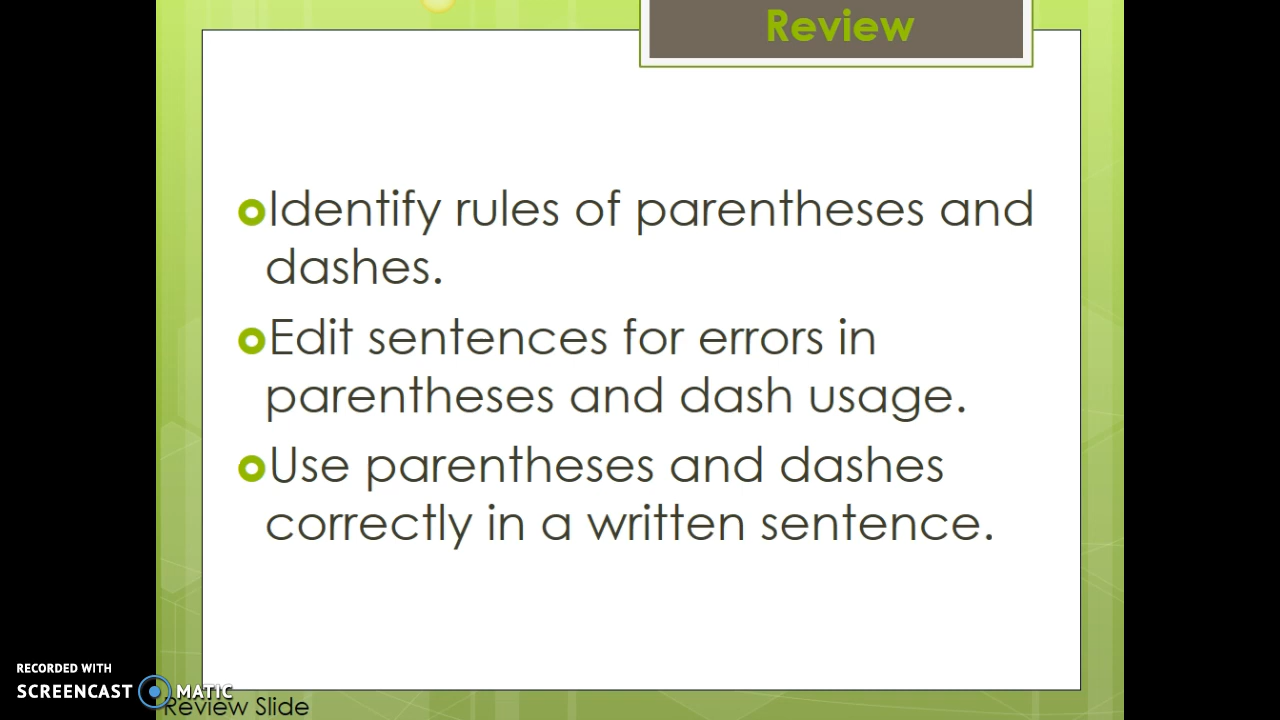 Review
Identify rules of parentheses and
dashes.
Edit sentences for errors in
parentheses and dash usage.
Use parentheses and dashes
correctly in a written sentence.
RECORDED WITH
SCREENCAST MATIC
Review Slide